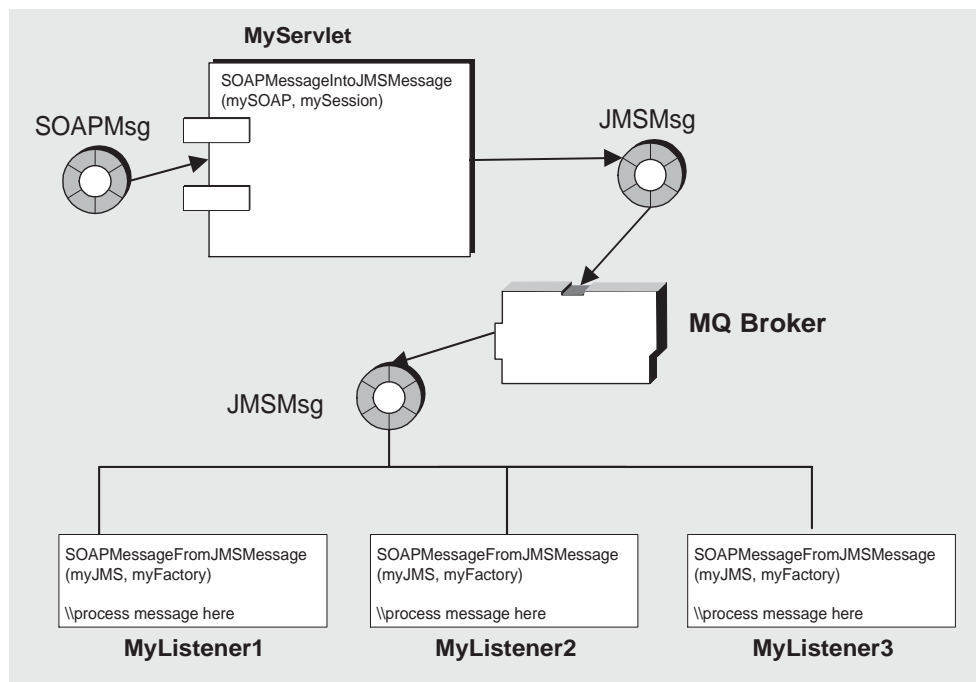 MyServlet
SOAPMessageIntoJMSMessage
(mySOAP, mySession)
SOAPMsg
JMSMsg
MQ Broker
JMSMsg
SOAPMessageFromJMSMessage
(myJMS, myFactory)
\\process message here
MyListener1
SOAPMessageFromJMSMessage
(myJMS, myFactory)
\\process message here
MyListener2
SOAPMessageFromJMSMessage
(myJMS, myFactory)
\\process message here
MyListener3